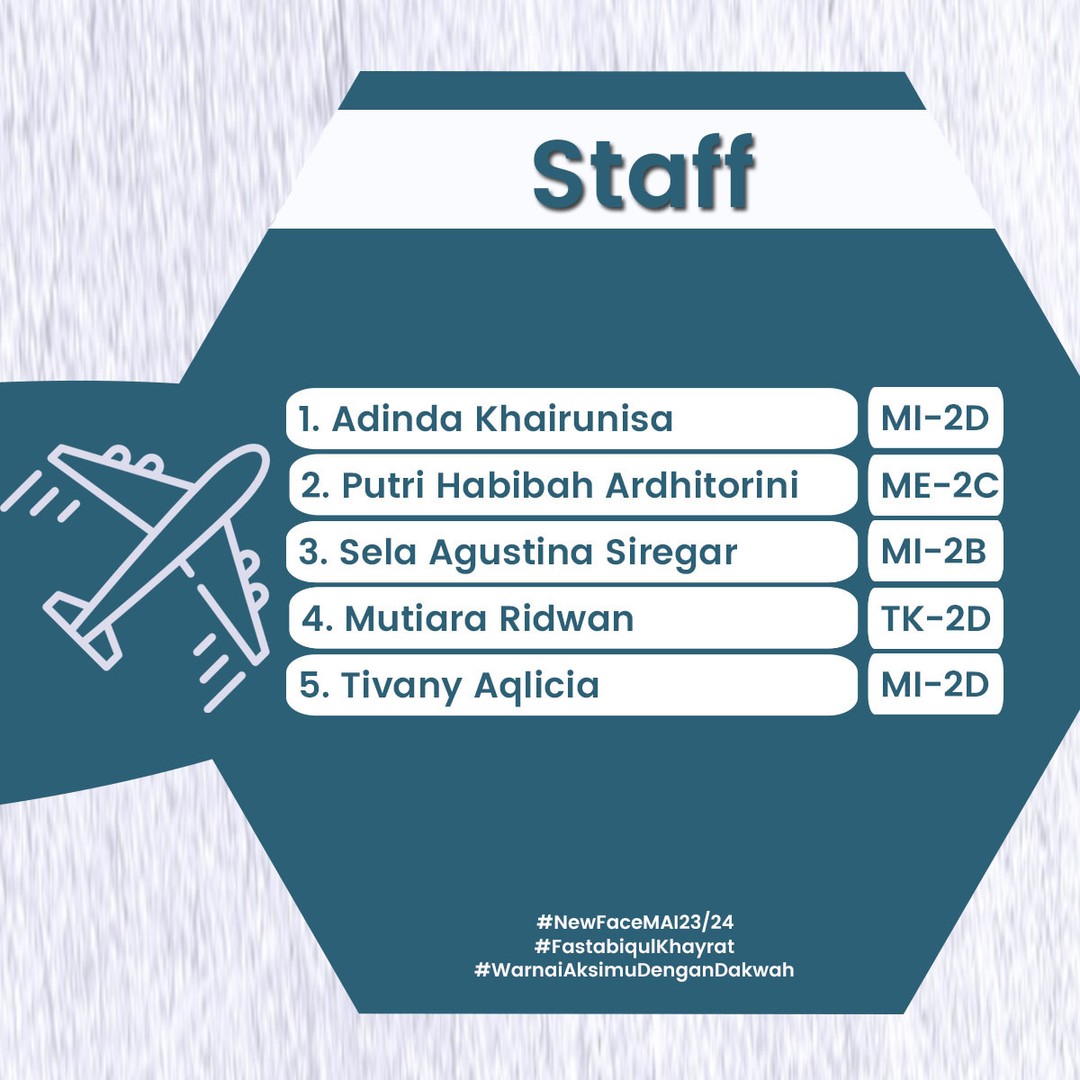 Staff
1. Adinda Khairunisa MI-2D
2. Putri Habibah Ardhitorini ME-2C
3. Sela Agustina Siregar MI-2B
4. Mutiara Ridwan TK-2D
5. Tivany Aqlicia MI-2D
#NewFaceMAI23/24
#FastabiqulKhayrat
#WarnaiAksimuDenganDakwah